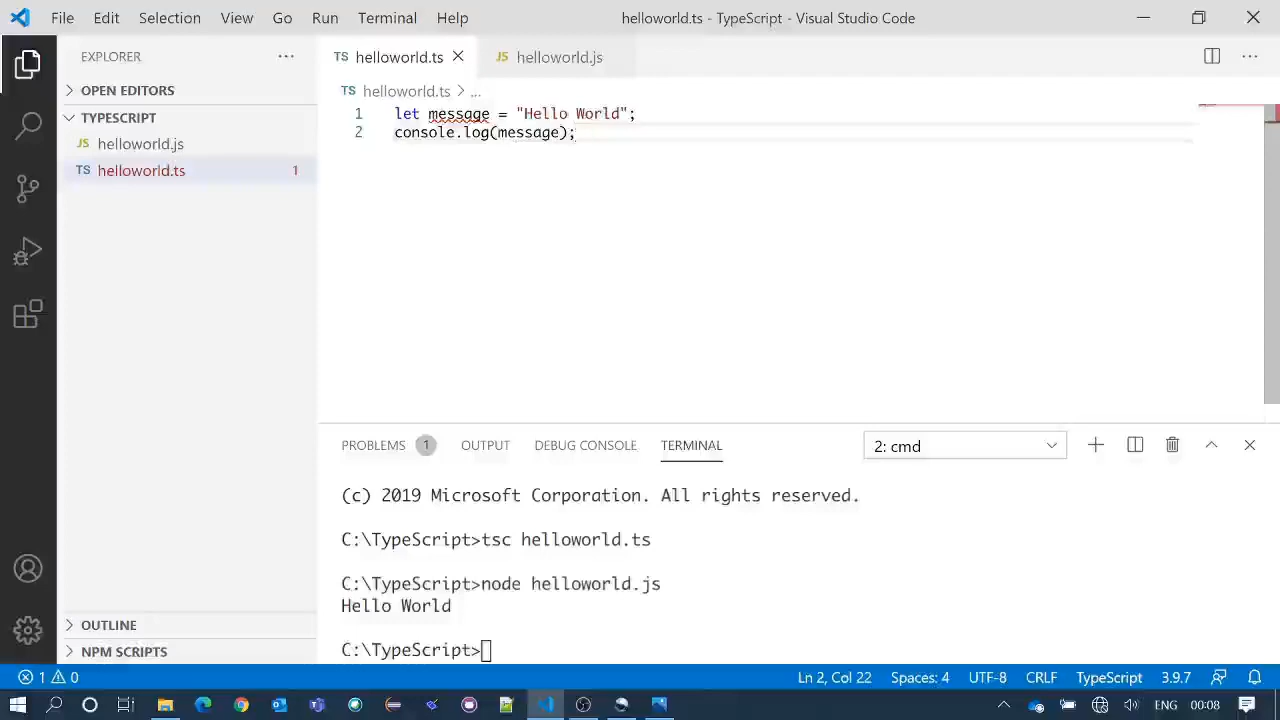 File Edit Selection View Go Run Terminal Help helloworld.ts - TypeScript - Visual Studio Code
EXPLORER
OPEN EDITORS
TYPESCRIPT
JS helloworld.js
TS helloworld.ts 1
OUTLINE
NPM SCRIPTS
TS helloworld.ts JS helloworld.js
TS helloworld.ts > ...
1 let message = "Hello World";
2 console.log(message);
PROBLEMS 1 OUTPUT DEBUG CONSOLE TERMINAL 2: cmd
(c) 2019 Microsoft Corporation. All rights reserved.
C:\TypeScript>tsc helloworld.ts
C:\TypeScript>node helloworld.js
Hello World
C:\TypeScript>
1 0 Ln 2, Col 22 Spaces: 4 UTF-8 CRLF TypeScript 3.9.7
ENG 00:08